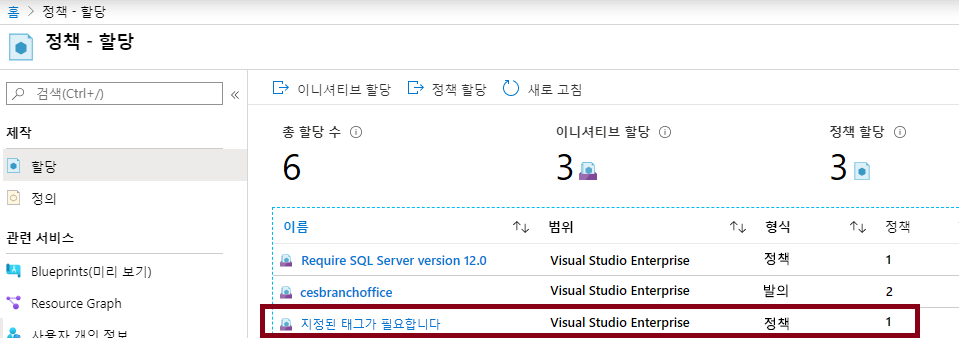 홈 > 정책 - 할당
정책 - 할당
검색(Ctrl+/) «
이니셔티브 할당 정책 할당 새로 고침
제작
총 할당 수 이니셔티브 할당 정책 할당
할당
6 3 3
정의
이름 범위 형식 정책
관련 서비스
Require SQL Server version 12.0 Visual Studio Enterprise 정책 1
Blueprints(미리 보기)
cesbranchoffice Visual Studio Enterprise 발의 2
Resource Graph
지정된 태그가 필요합니다 Visual Studio Enterprise 정책 1
사용자 개인 정보